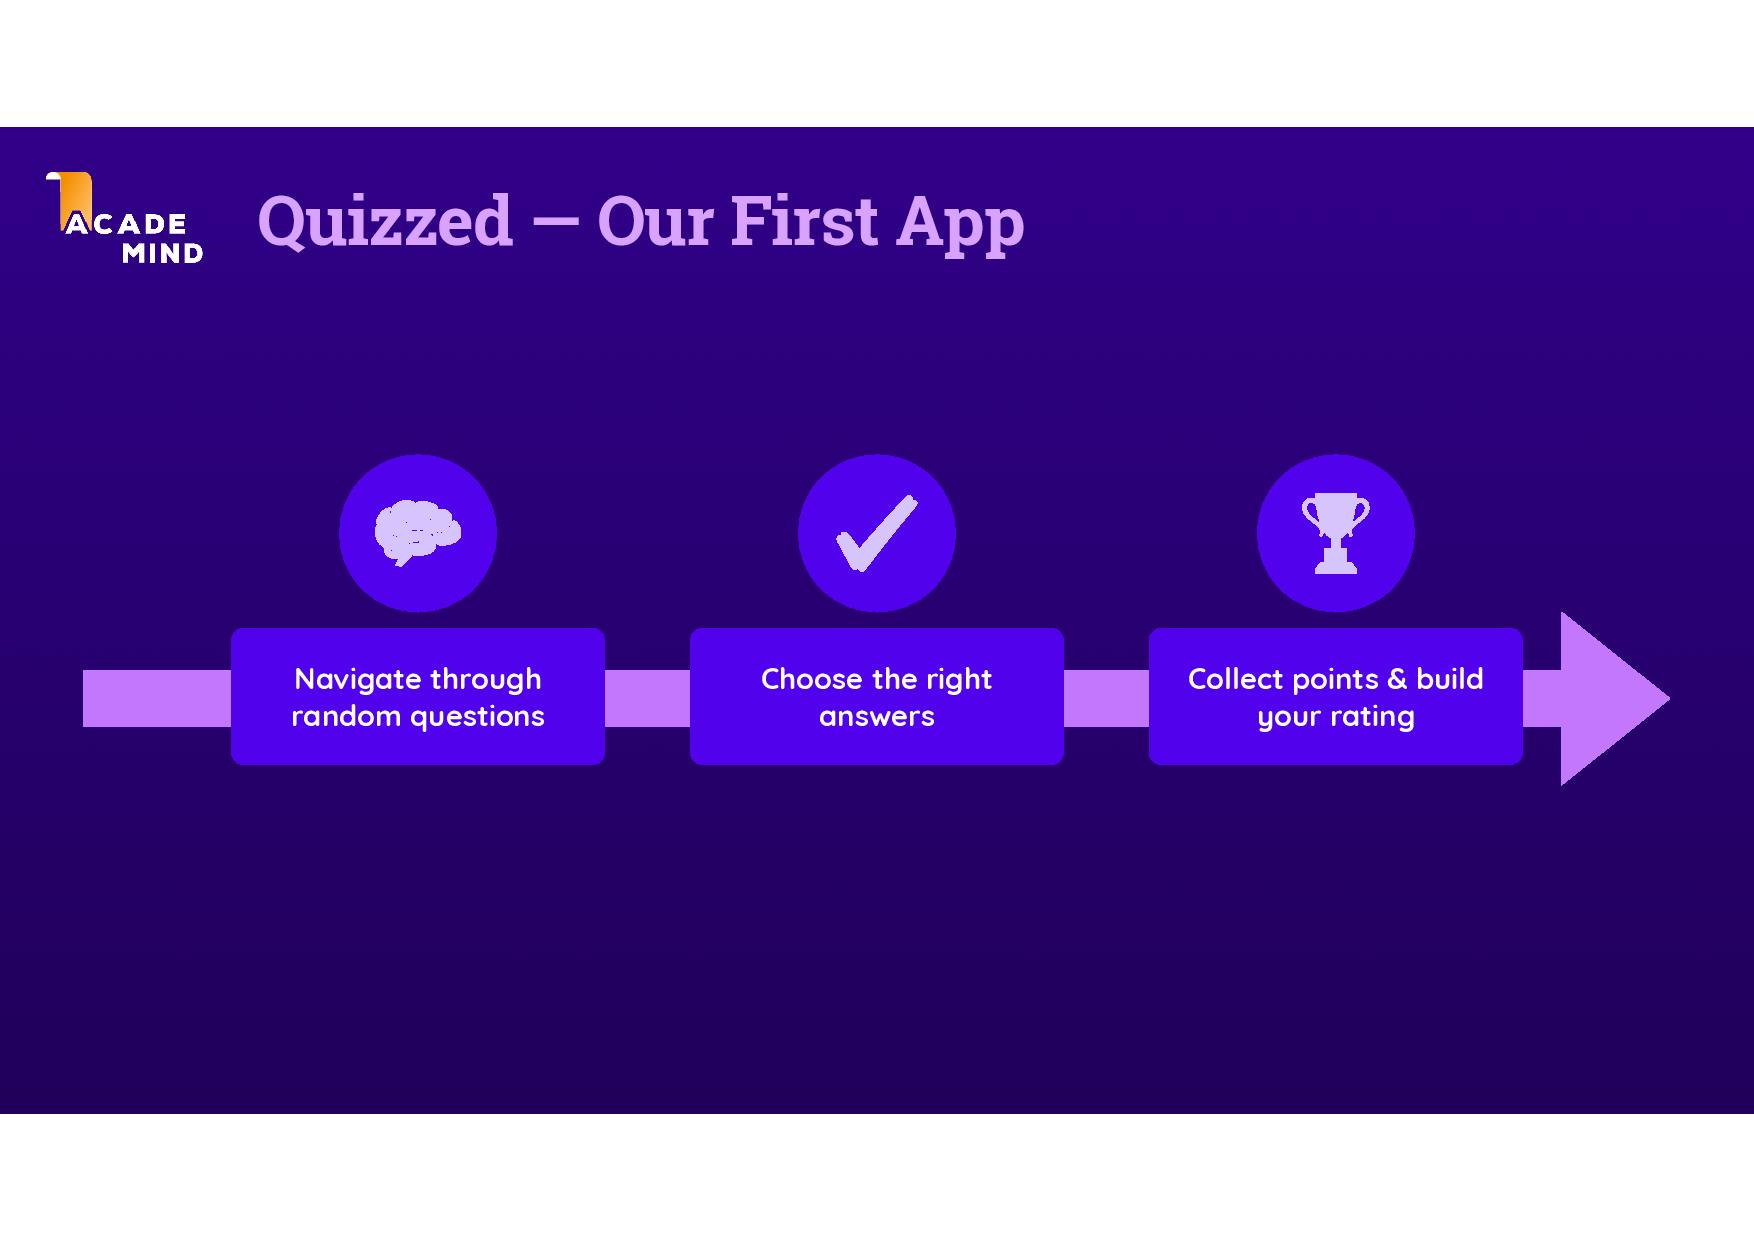 ACADE
MIND
Quizzed — Our First App
Navigate through
random questions
Choose the right
answers
Collect points & build
your rating